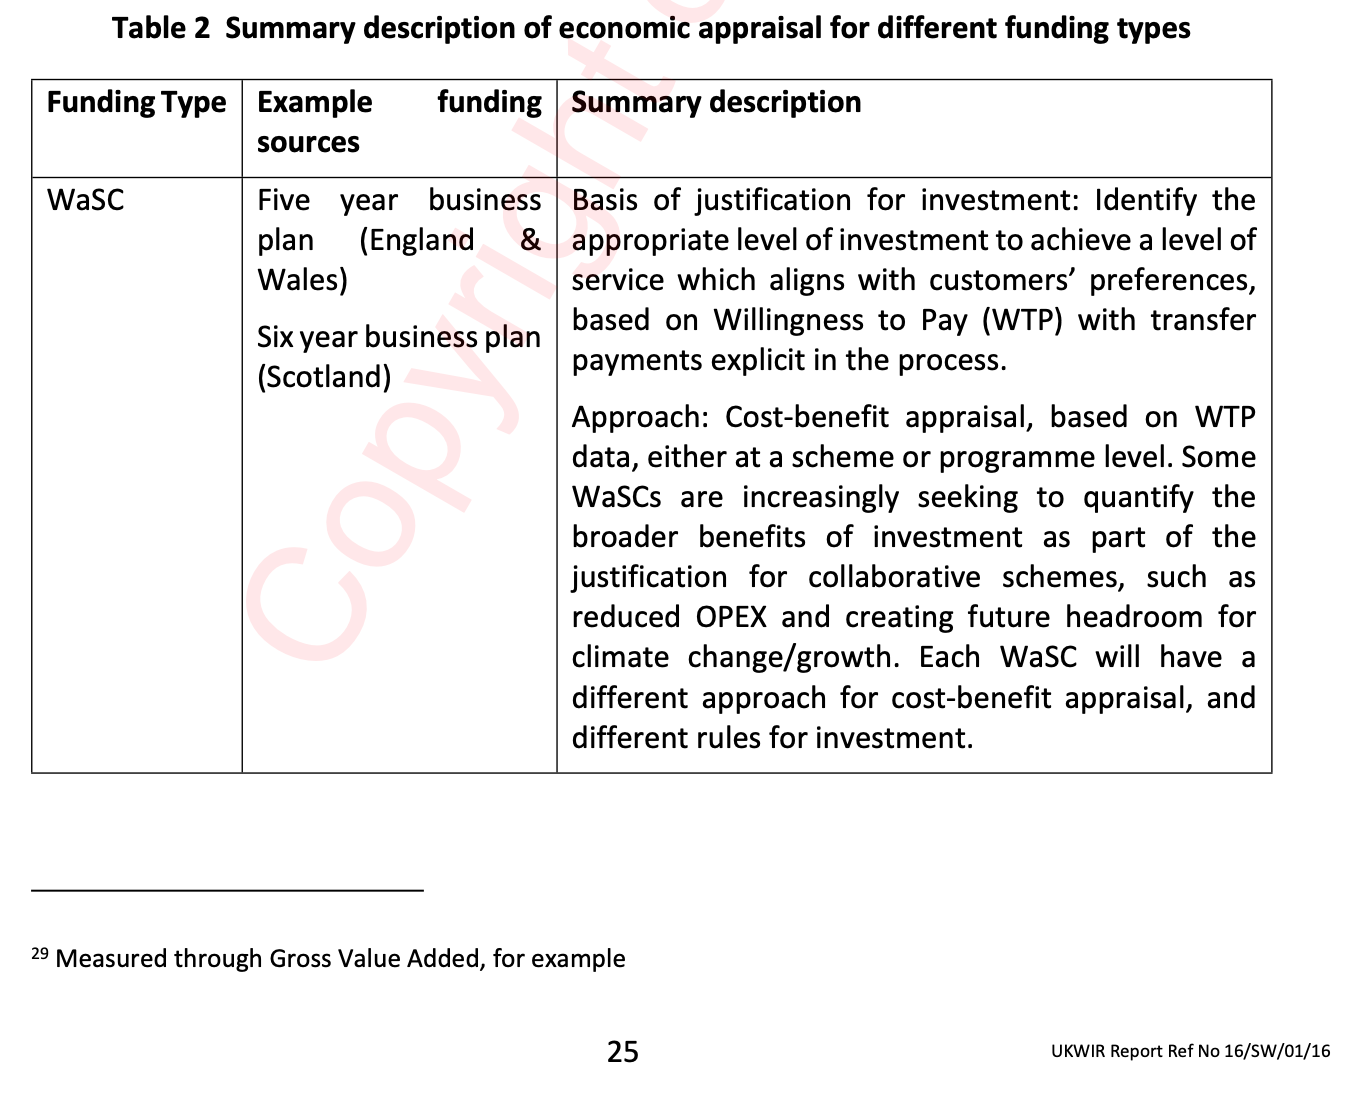 Table 2 Summary description of economic appraisal for different funding types
Funding Type
Example funding
sources
Summary description
WaSC
Five year business
plan (England &
Wales)
Six year business plan
(Scotland)
Basis of justification for investment: Identify the
appropriate level of investment to achieve a level of
service which aligns with customers’ preferences,
based on Willingness to Pay (WTP) with transfer
payments explicit in the process.
Approach: Cost-benefit appraisal, based on WTP
data, either at a scheme or programme level. Some
WaSCs are increasingly seeking to quantify the
broader benefits of investment as part of the
justification for collaborative schemes, such as
reduced OPEX and creating future headroom for
climate change/growth. Each WaSC will have a
different approach for cost-benefit appraisal, and
different rules for investment.
Copyright
29 Measured through Gross Value Added, for example
25
UKWIR Report Ref No 16/SW/01/16